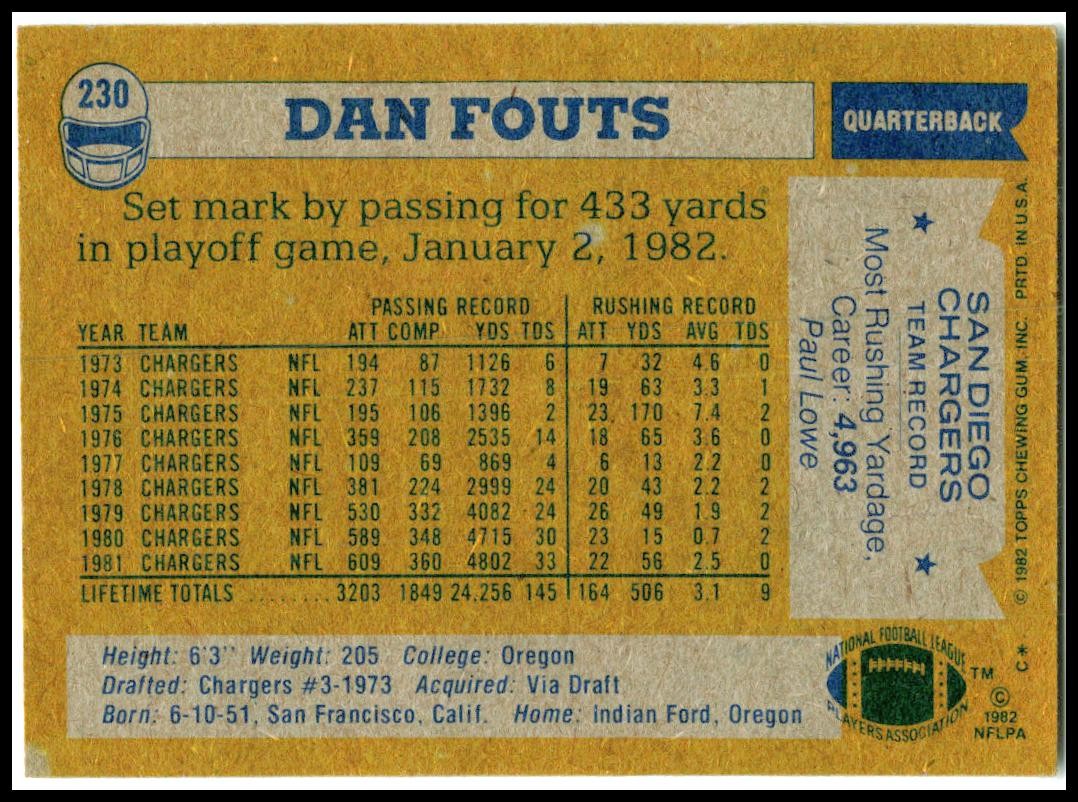 230
DAN FOUTS
QUARTERBACK
Set mark by passing for 433 yards
in playoff game, January 2, 1982.
PASSING RECORD RUSHING RECORD
YEAR TEAM ATT COMP YDS TDS ATT YDS AVG TDS
1973 CHARGERS NFL 194 87 1126 6 7 32 4.6 0
1974 CHARGERS NFL 237 115 1732 8 19 63 3.3 1
1975 CHARGERS NFL 195 106 1396 2 23 170 7.4 2
1976 CHARGERS NFL 359 208 2535 14 18 65 3.6 0
1977 CHARGERS NFL 109 69 869 4 6 13 2.2 0
1978 CHARGERS NFL 381 224 2999 24 20 43 2.2 2
1979 CHARGERS NFL 530 332 4082 24 26 49 1.9 2
1980 CHARGERS NFL 589 348 4715 30 23 15 0.7 2
1981 CHARGERS NFL 609 360 4802 33 22 56 2.5 0
LIFETIME TOTALS ........ 3203 1849 24,256 145 164 506 3.1 9
SAN DIEGO
CHARGERS
★ TEAM RECORD ★
Most Rushing Yardage,
Career: 4,963
Paul Lowe
© 1982 TOPPS CHEWING GUM, INC. PRTD. IN U.S.A.
Height: 6'3" Weight: 205 College: Oregon
Drafted: Chargers #3-1973 Acquired: Via Draft
Born: 6-10-51, San Francisco, Calif. Home: Indian Ford, Oregon
NATIONAL FOOTBALL LEAGUE
PLAYERS ASSOCIATION
TM
©
1982
NFLPA
C*